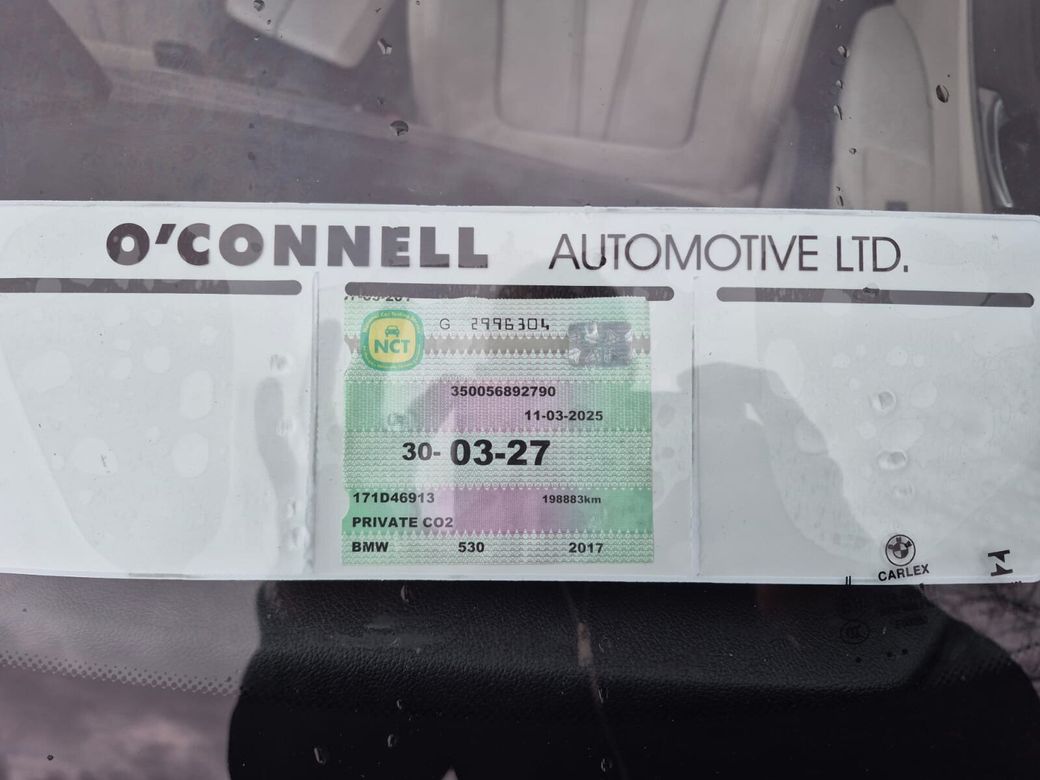 O'CONNELL AUTOMOTIVE LTD.
NCT
G 2996304
350056892790
11-03-2025
30-03-27
171D46913 198883km
PRIVATE CO2
BMW 530 2017
CARLEX